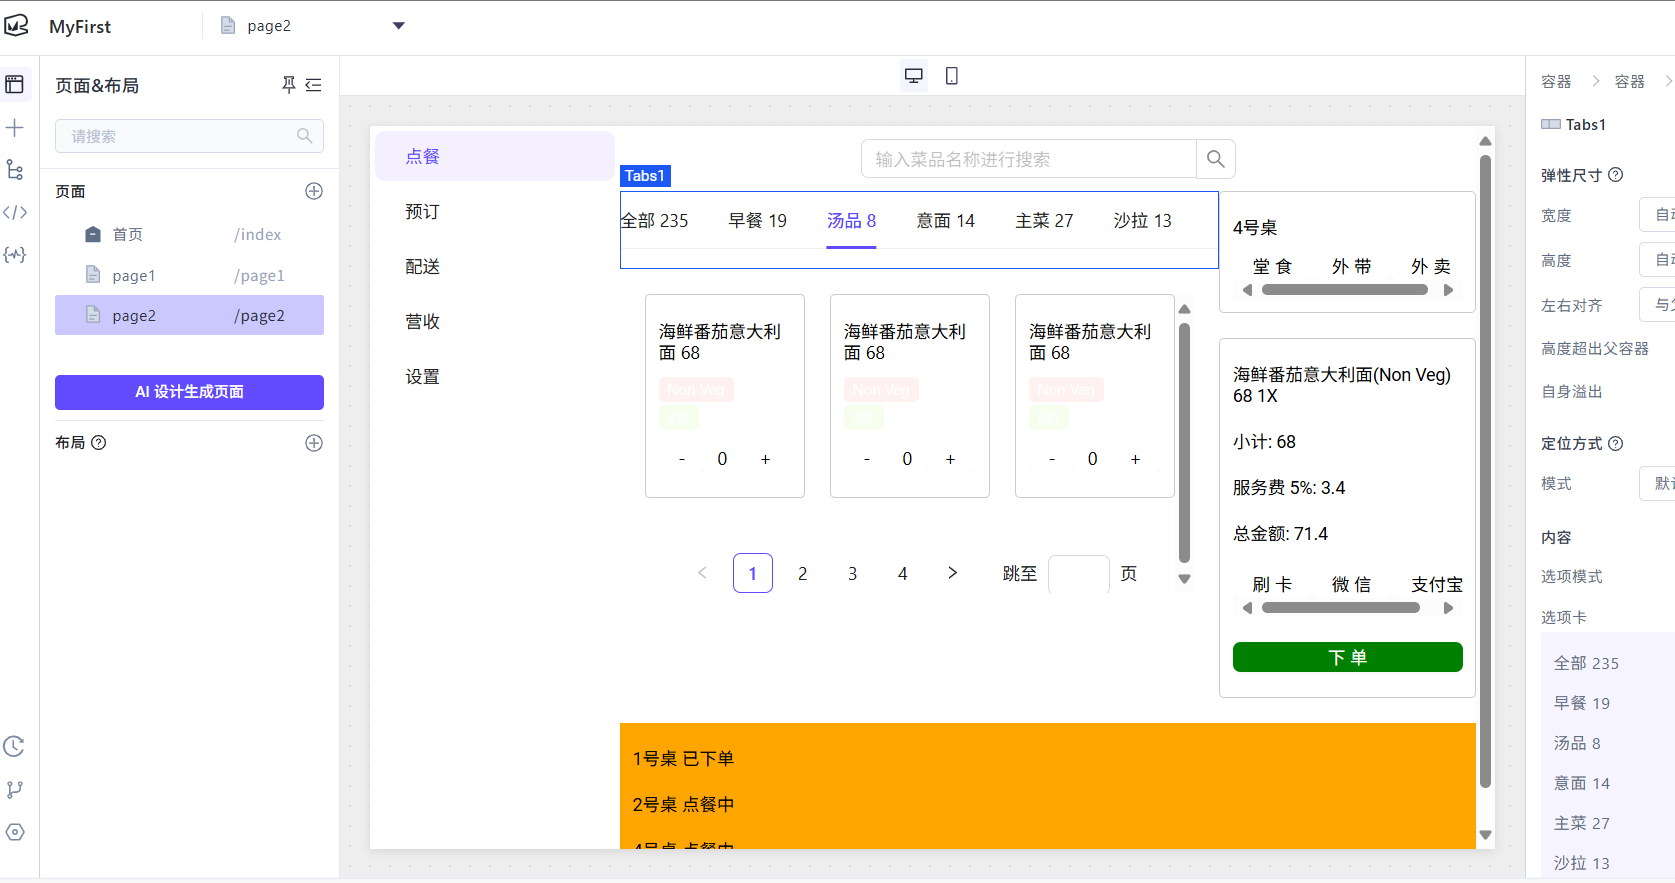 MyFirst
page2
页面&布局
请搜索
页面
首页 /index
page1 /page1
page2 /page2
AI 设计生成页面
布局
点餐
预订
配送
营收
设置
输入菜品名称进行搜索
Tabs1
全部 235 早餐 19 汤品 8 意面 14 主菜 27 沙拉 13
海鲜番茄意大利
面 68
Non Veg
- 0 +
海鲜番茄意大利
面 68
Non Veg
- 0 +
海鲜番茄意大利
面 68
Non Veg
- 0 +
1 2 3 4 跳至 页
4号桌
堂 食 外 带 外 卖
海鲜番茄意大利面(Non Veg)
68 1X
小计: 68
服务费 5%: 3.4
总金额: 71.4
刷 卡 微 信 支付宝
下 单
1号桌 已下单
2号桌 点餐中
4号桌 点餐中
容器 容器
Tabs1
弹性尺寸
宽度 自
高度 自
左右对齐 与
高度超出父容器
自身溢出
定位方式
模式 默
内容
选项模式
选项卡
全部 235
早餐 19
汤品 8
意面 14
主菜 27
沙拉 13